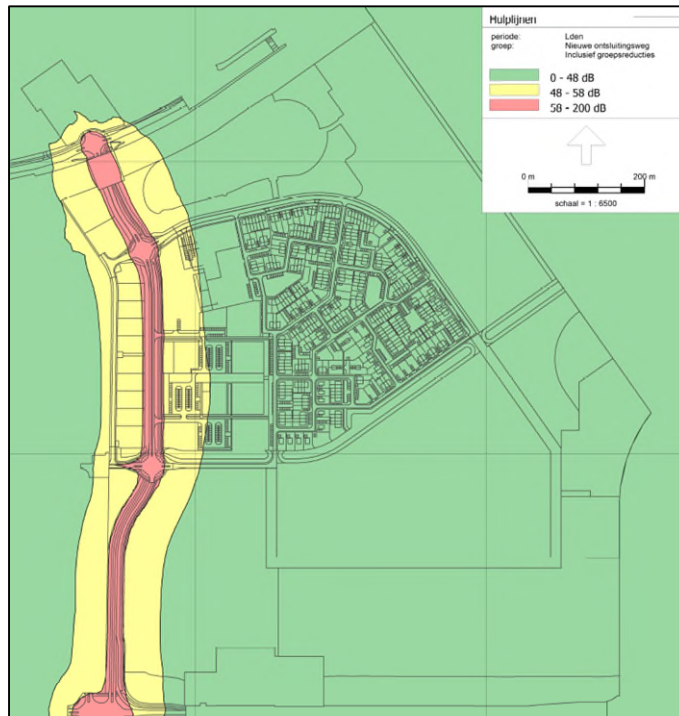 Hulplijnen
periode: Lden
groep: Nieuwe ontsluitingsweg
Inclusief groepsreducties
0 - 48 dB
48 - 58 dB
58 - 200 dB
0 m 200 m
schaal = 1 : 6500